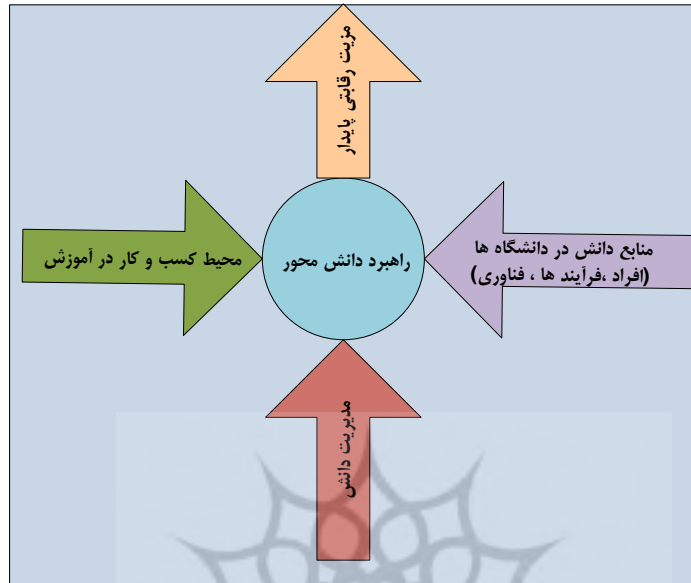 مزیت رقابتی پایدار
منابع دانش در دانشگاه ها
(افراد ،فرآیند ها ، فناوری)
راهبرد دانش محور
محیط کسب و کار در آموزش
مدیریت دانش